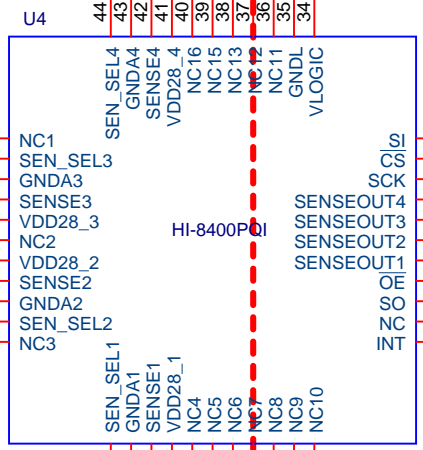 U4
44
43
42
41
40
39
38
37
36
35
34
SEN_SEL4
GNDA4
SENSE4
VDD28_4
NC16
NC15
NC13
NC12
NC11
GNDL
VLOGIC
NC1
SEN_SEL3
GNDA3
SENSE3
VDD28_3
NC2
VDD28_2
SENSE2
GNDA2
SEN_SEL2
NC3
HI-8400PQI
SI
CS
SCK
SENSEOUT4
SENSEOUT3
SENSEOUT2
SENSEOUT1
OE
SO
NC
INT
SEN_SEL1
GNDA1
SENSE1
VDD28_1
NC4
NC5
NC6
NC7
NC8
NC9
NC10